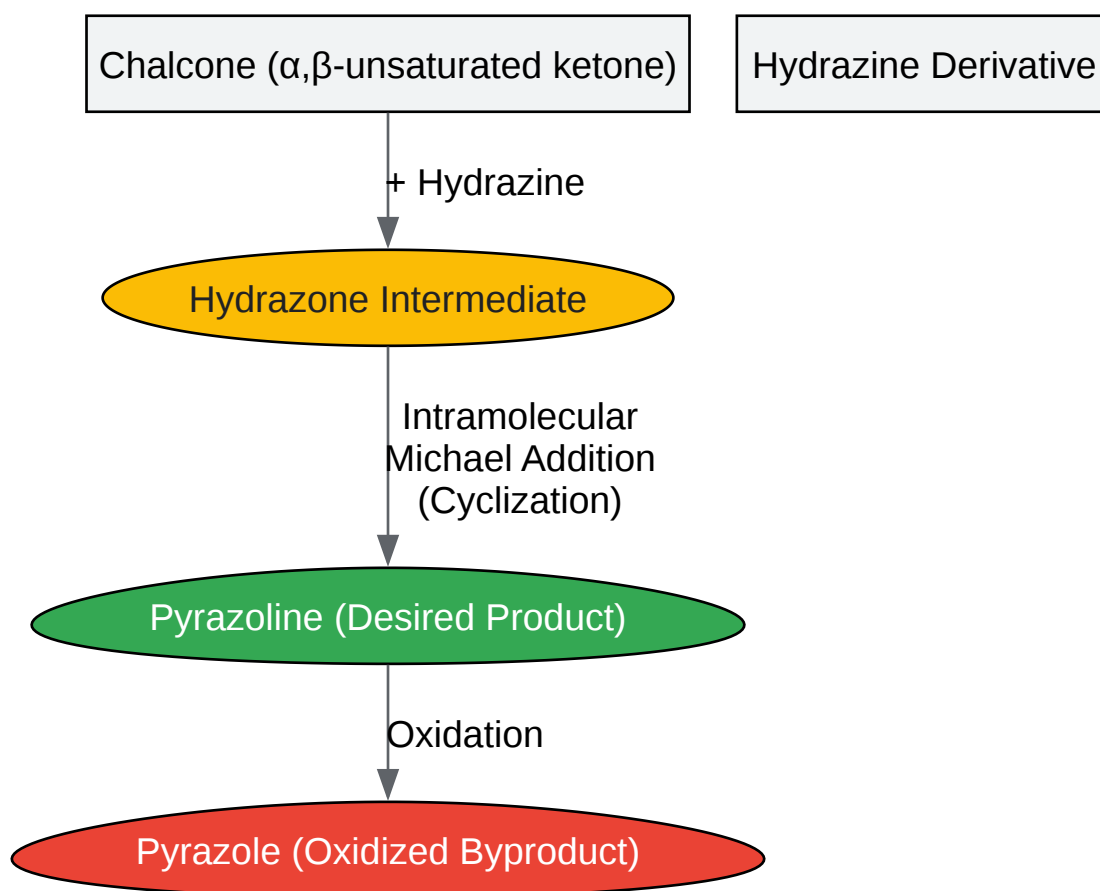 Chalcone (α,β-unsaturated ketone)
Hydrazine Derivative
+ Hydrazine
Hydrazone Intermediate
Intramolecular
Michael Addition
(Cyclization)
Pyrazoline (Desired Product)
Oxidation
Pyrazole (Oxidized Byproduct)